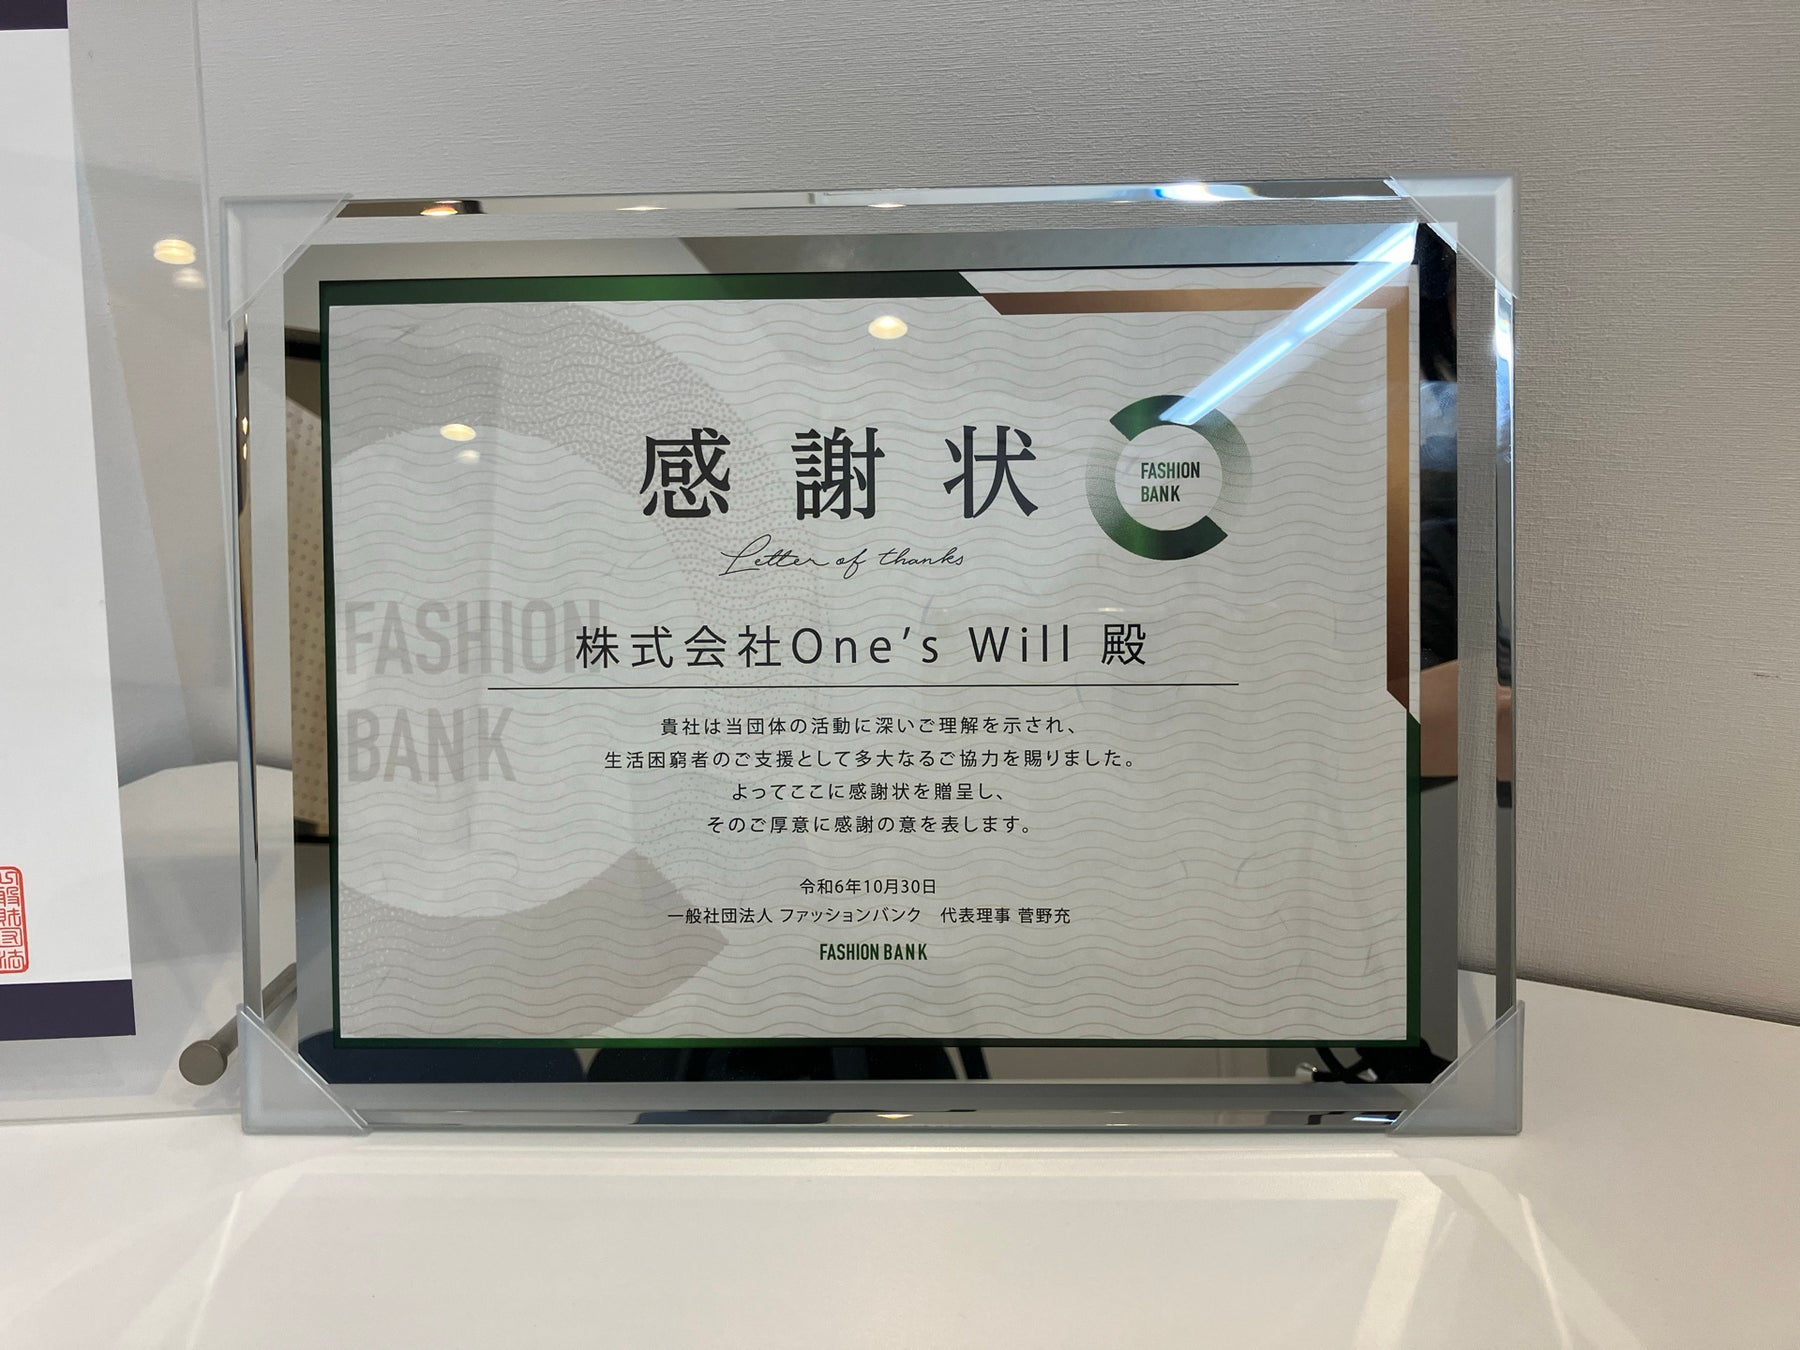 感謝状
FASHION
BANK
Letter of thanks
FASHION
BANK
株式会社One's Will 殿
貴社は当団体の活動に深いご理解を示され、
生活困窮者のご支援として多大なるご協力を賜りました。
よってここに感謝状を贈呈し、
そのご厚意に感謝の意を表します。
令和6年10月30日
一般社団法人 ファッションバンク　代表理事 菅野充
FASHION BANK